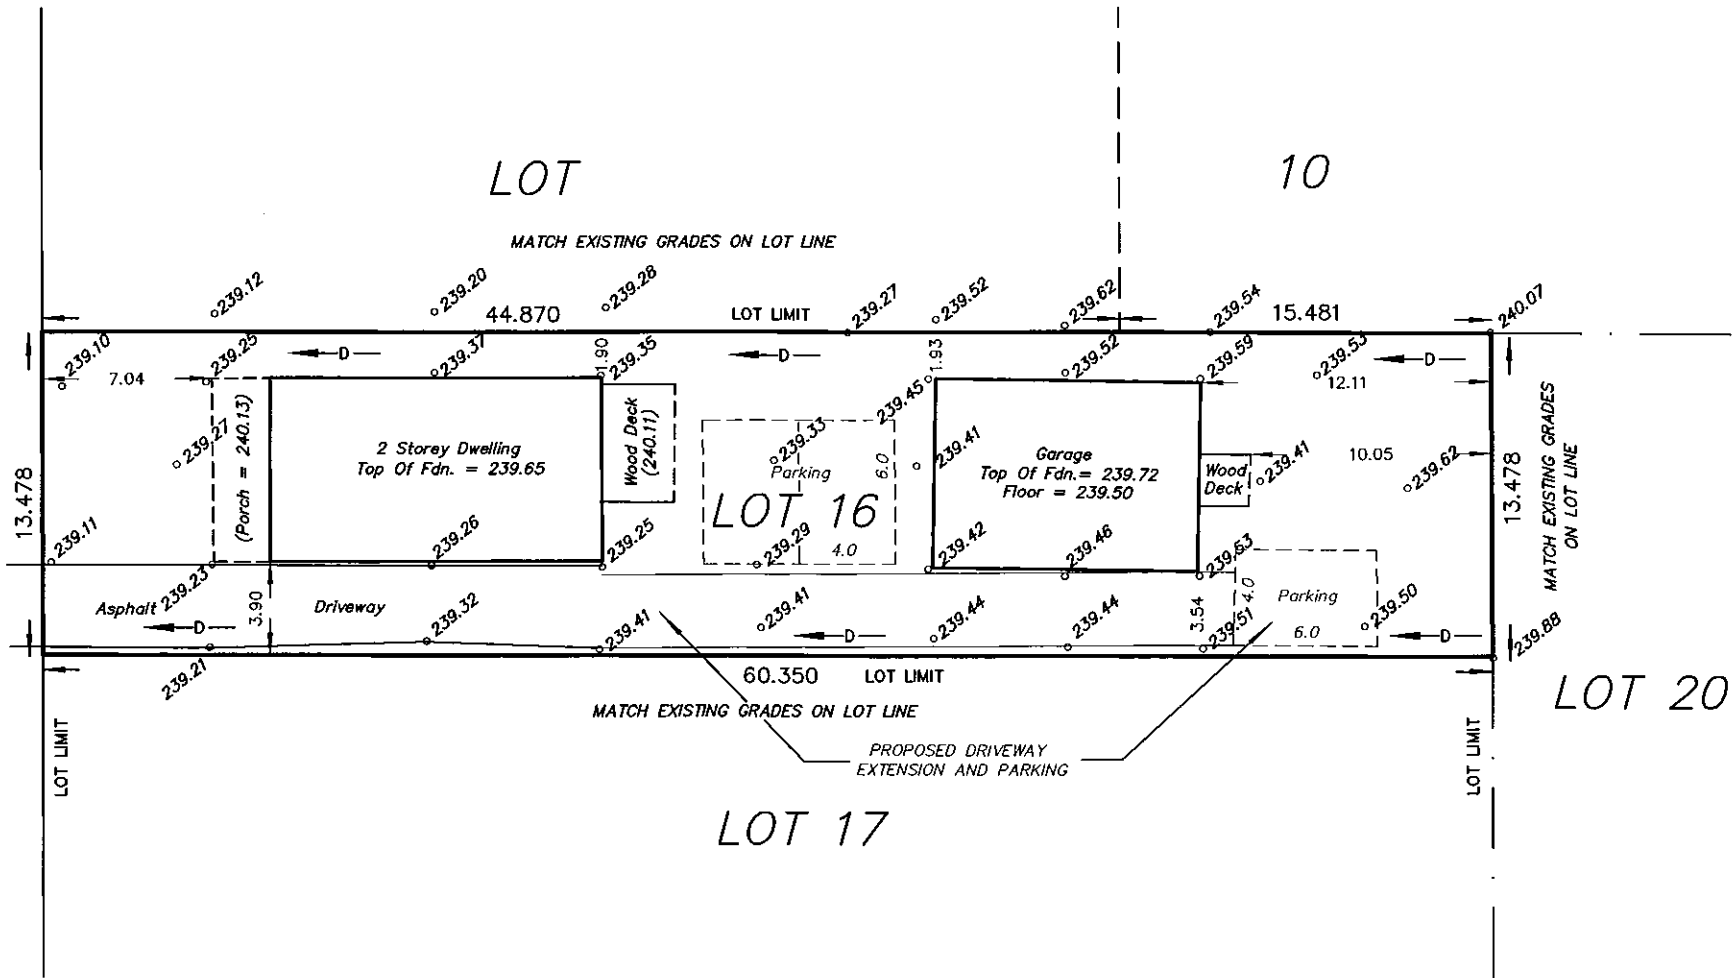 LOT
10
MATCH EXISTING GRADES ON LOT LINE
239.12
239.20
239.28
239.27
239.52
239.62
239.54
240.07
44.870
LOT LIMIT
15.481
239.10
239.25
239.37
1.90
239.35
1.93
239.52
239.59
239.53
D
D
D
7.04
12.11
239.27
(Porch = 240.13)
2 Storey Dwelling
Top Of Fdn. = 239.65
Wood Deck
(240.11)
239.33
Parking
6.0
239.45
239.41
Garage
Top Of Fdn.= 239.72
Floor = 239.50
Wood
Deck
10.05
239.41
239.62
13.478
13.478
MATCH EXISTING GRADES
ON LOT LINE
LOT 16
4.0
239.11
239.23
239.26
239.25
239.29
239.42
239.46
239.53
Asphalt
3.90
Driveway
239.32
239.41
239.41
239.44
239.44
3.54
239.51
4.0
Parking
6.0
239.50
D
D
D
239.88
239.21
60.350
LOT LIMIT
MATCH EXISTING GRADES ON LOT LINE
LOT 20
LOT LIMIT
LOT LIMIT
PROPOSED DRIVEWAY
EXTENSION AND PARKING
LOT 17